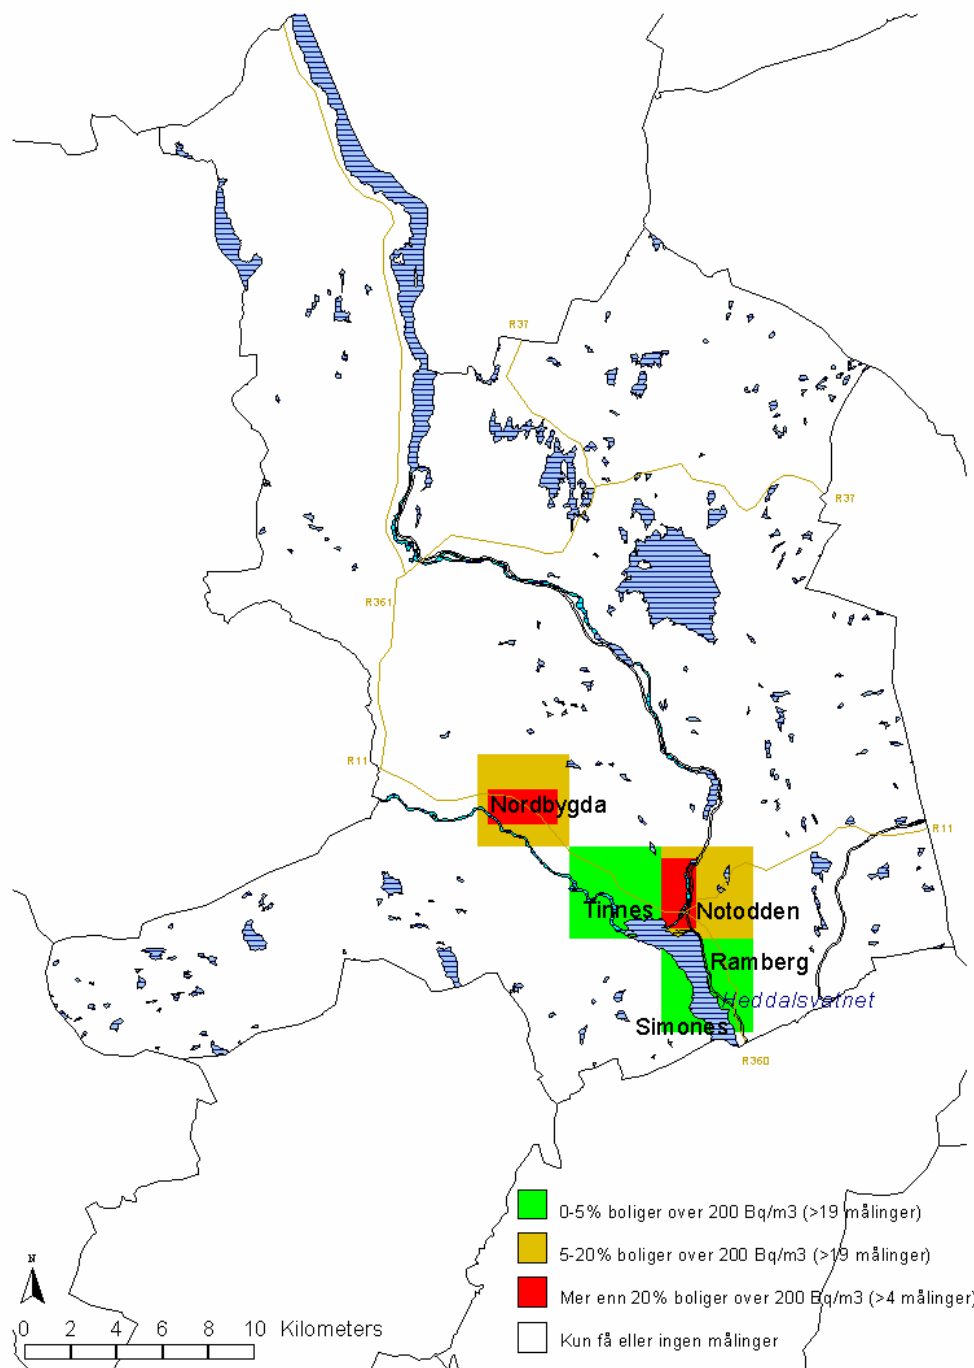 R37
R37
R361
R11
Nordbygda
R11
Tinnes
Notodden
Ramberg
Heddalsvatnet
Simones
R360
0-5% boliger over 200 Bq/m3 (>19 målinger)
5-20% boliger over 200 Bq/m3 (>19 målinger)
Mer enn 20% boliger over 200 Bq/m3 (>4 målinger)
Kun få eller ingen målinger
N
0 2 4 6 8 10 Kilometers